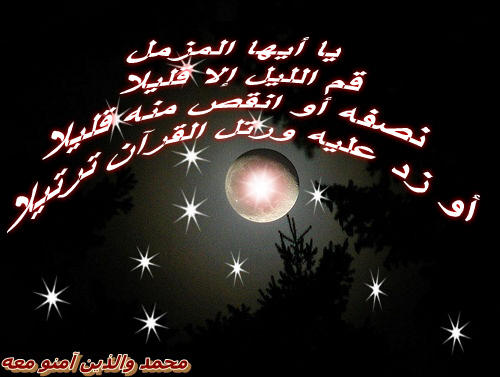 يا أيها المزمل
قم الليل إلا قليلا
نصفه أو انقص منه قليلا
أو زد عليه ورتل القرآن ترتيلا
محمد والذين آمنو معه